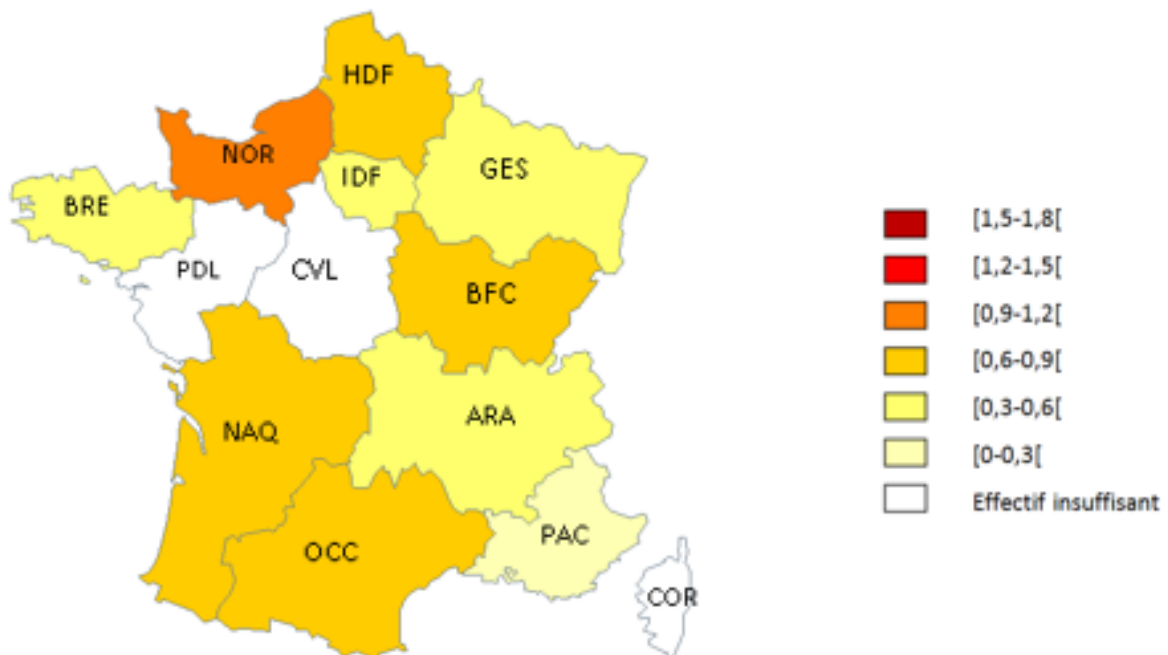 HDF
NOR
IDF
GES
BRE
PDL
CVL
BFC
NAQ
ARA
OCC
PAC
COR
[1,5-1,8[
[1,2-1,5[
[0,9-1,2[
[0,6-0,9[
[0,3-0,6[
[0-0,3[
Effectif insuffisant